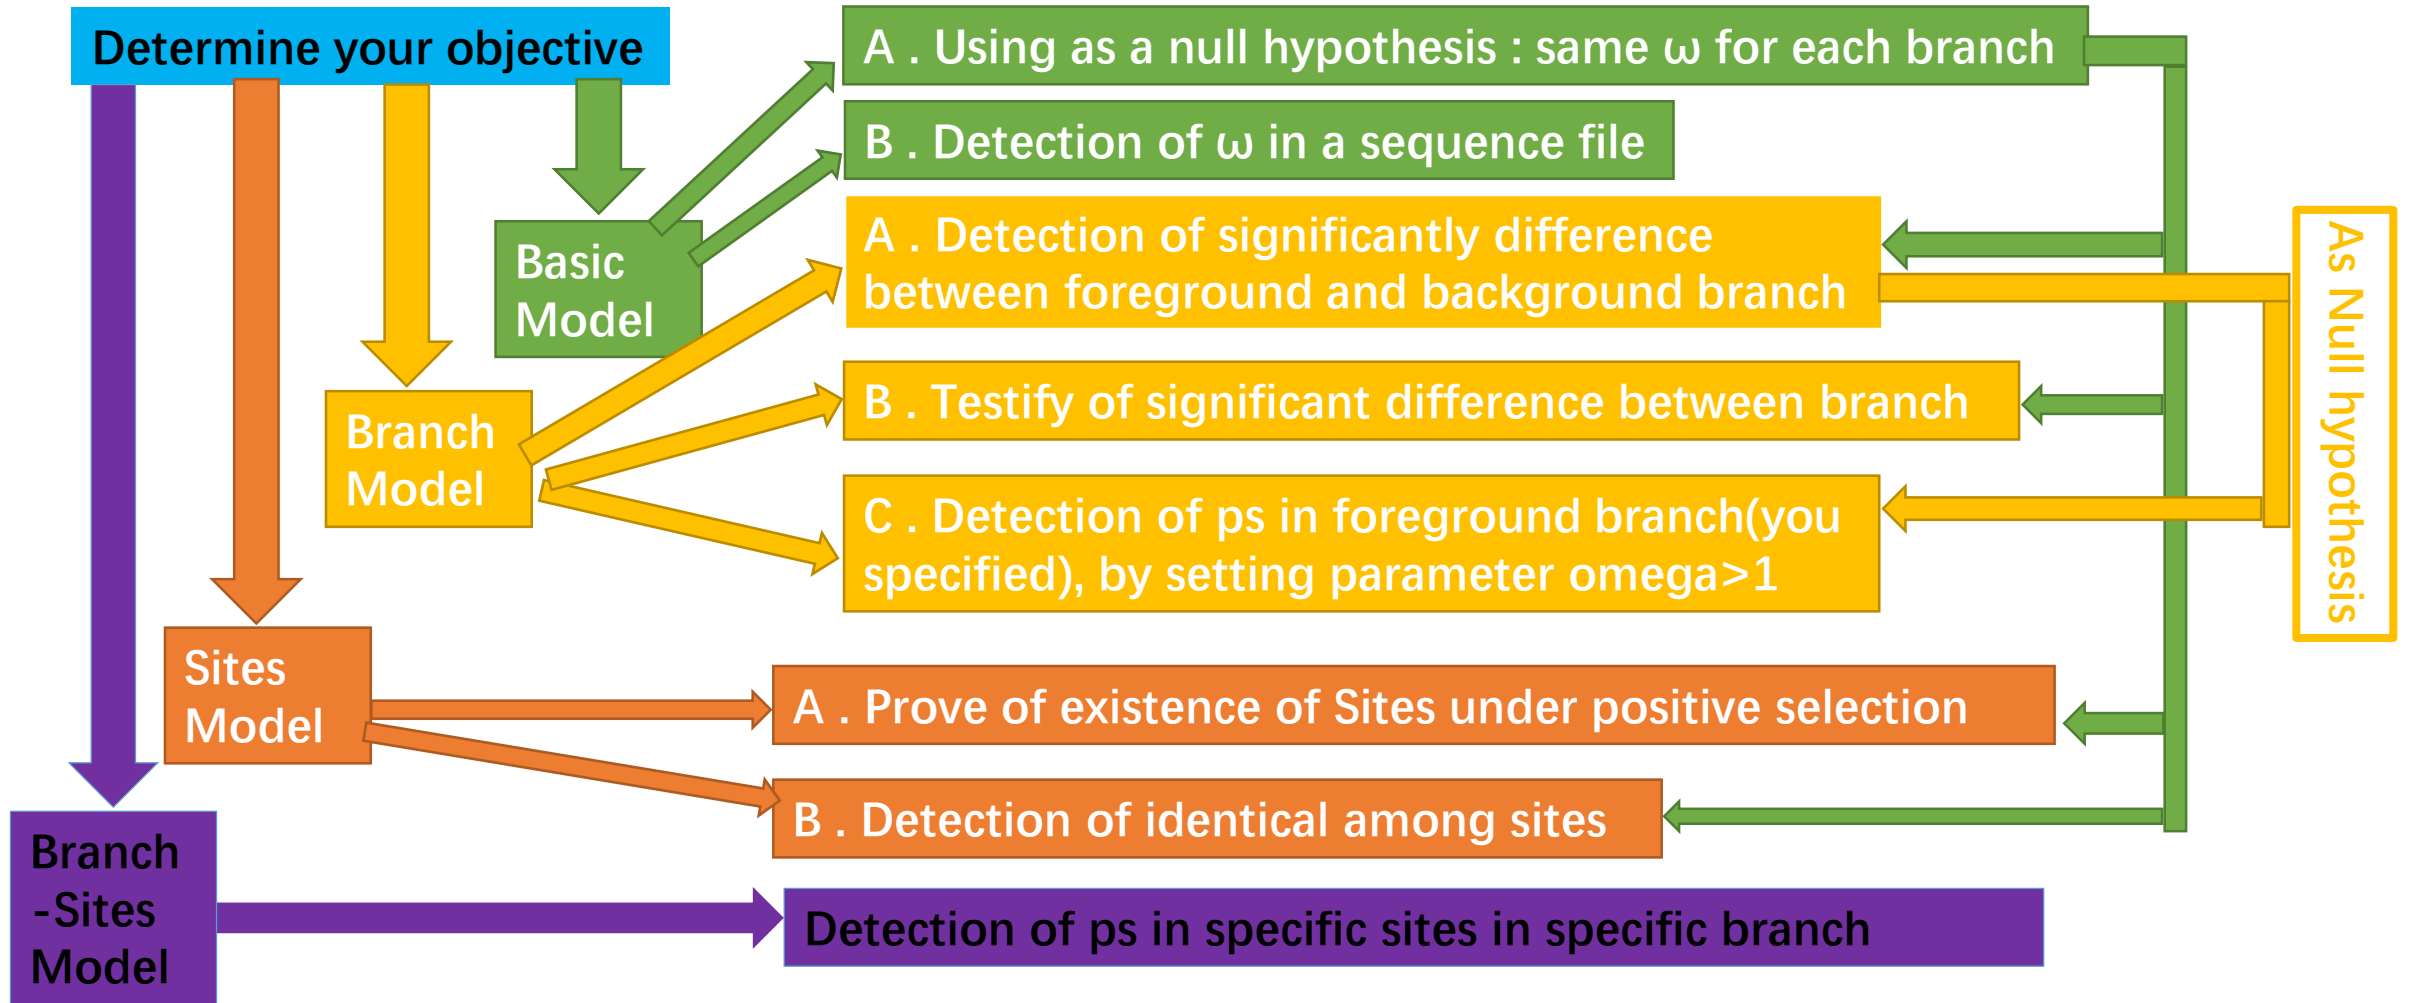 Determine your objective
A . Using as a null hypothesis : same ω for each branch
B . Detection of ω in a sequence file
Basic
Model
A . Detection of significantly difference
between foreground and background branch
Branch
Model
B . Testify of significant difference between branch
C . Detection of ps in foreground branch(you
specified), by setting parameter omega>1
As Null hypothesis
Sites
Model
A . Prove of existence of Sites under positive selection
B . Detection of identical among sites
Branch
-Sites
Model
Detection of ps in specific sites in specific branch